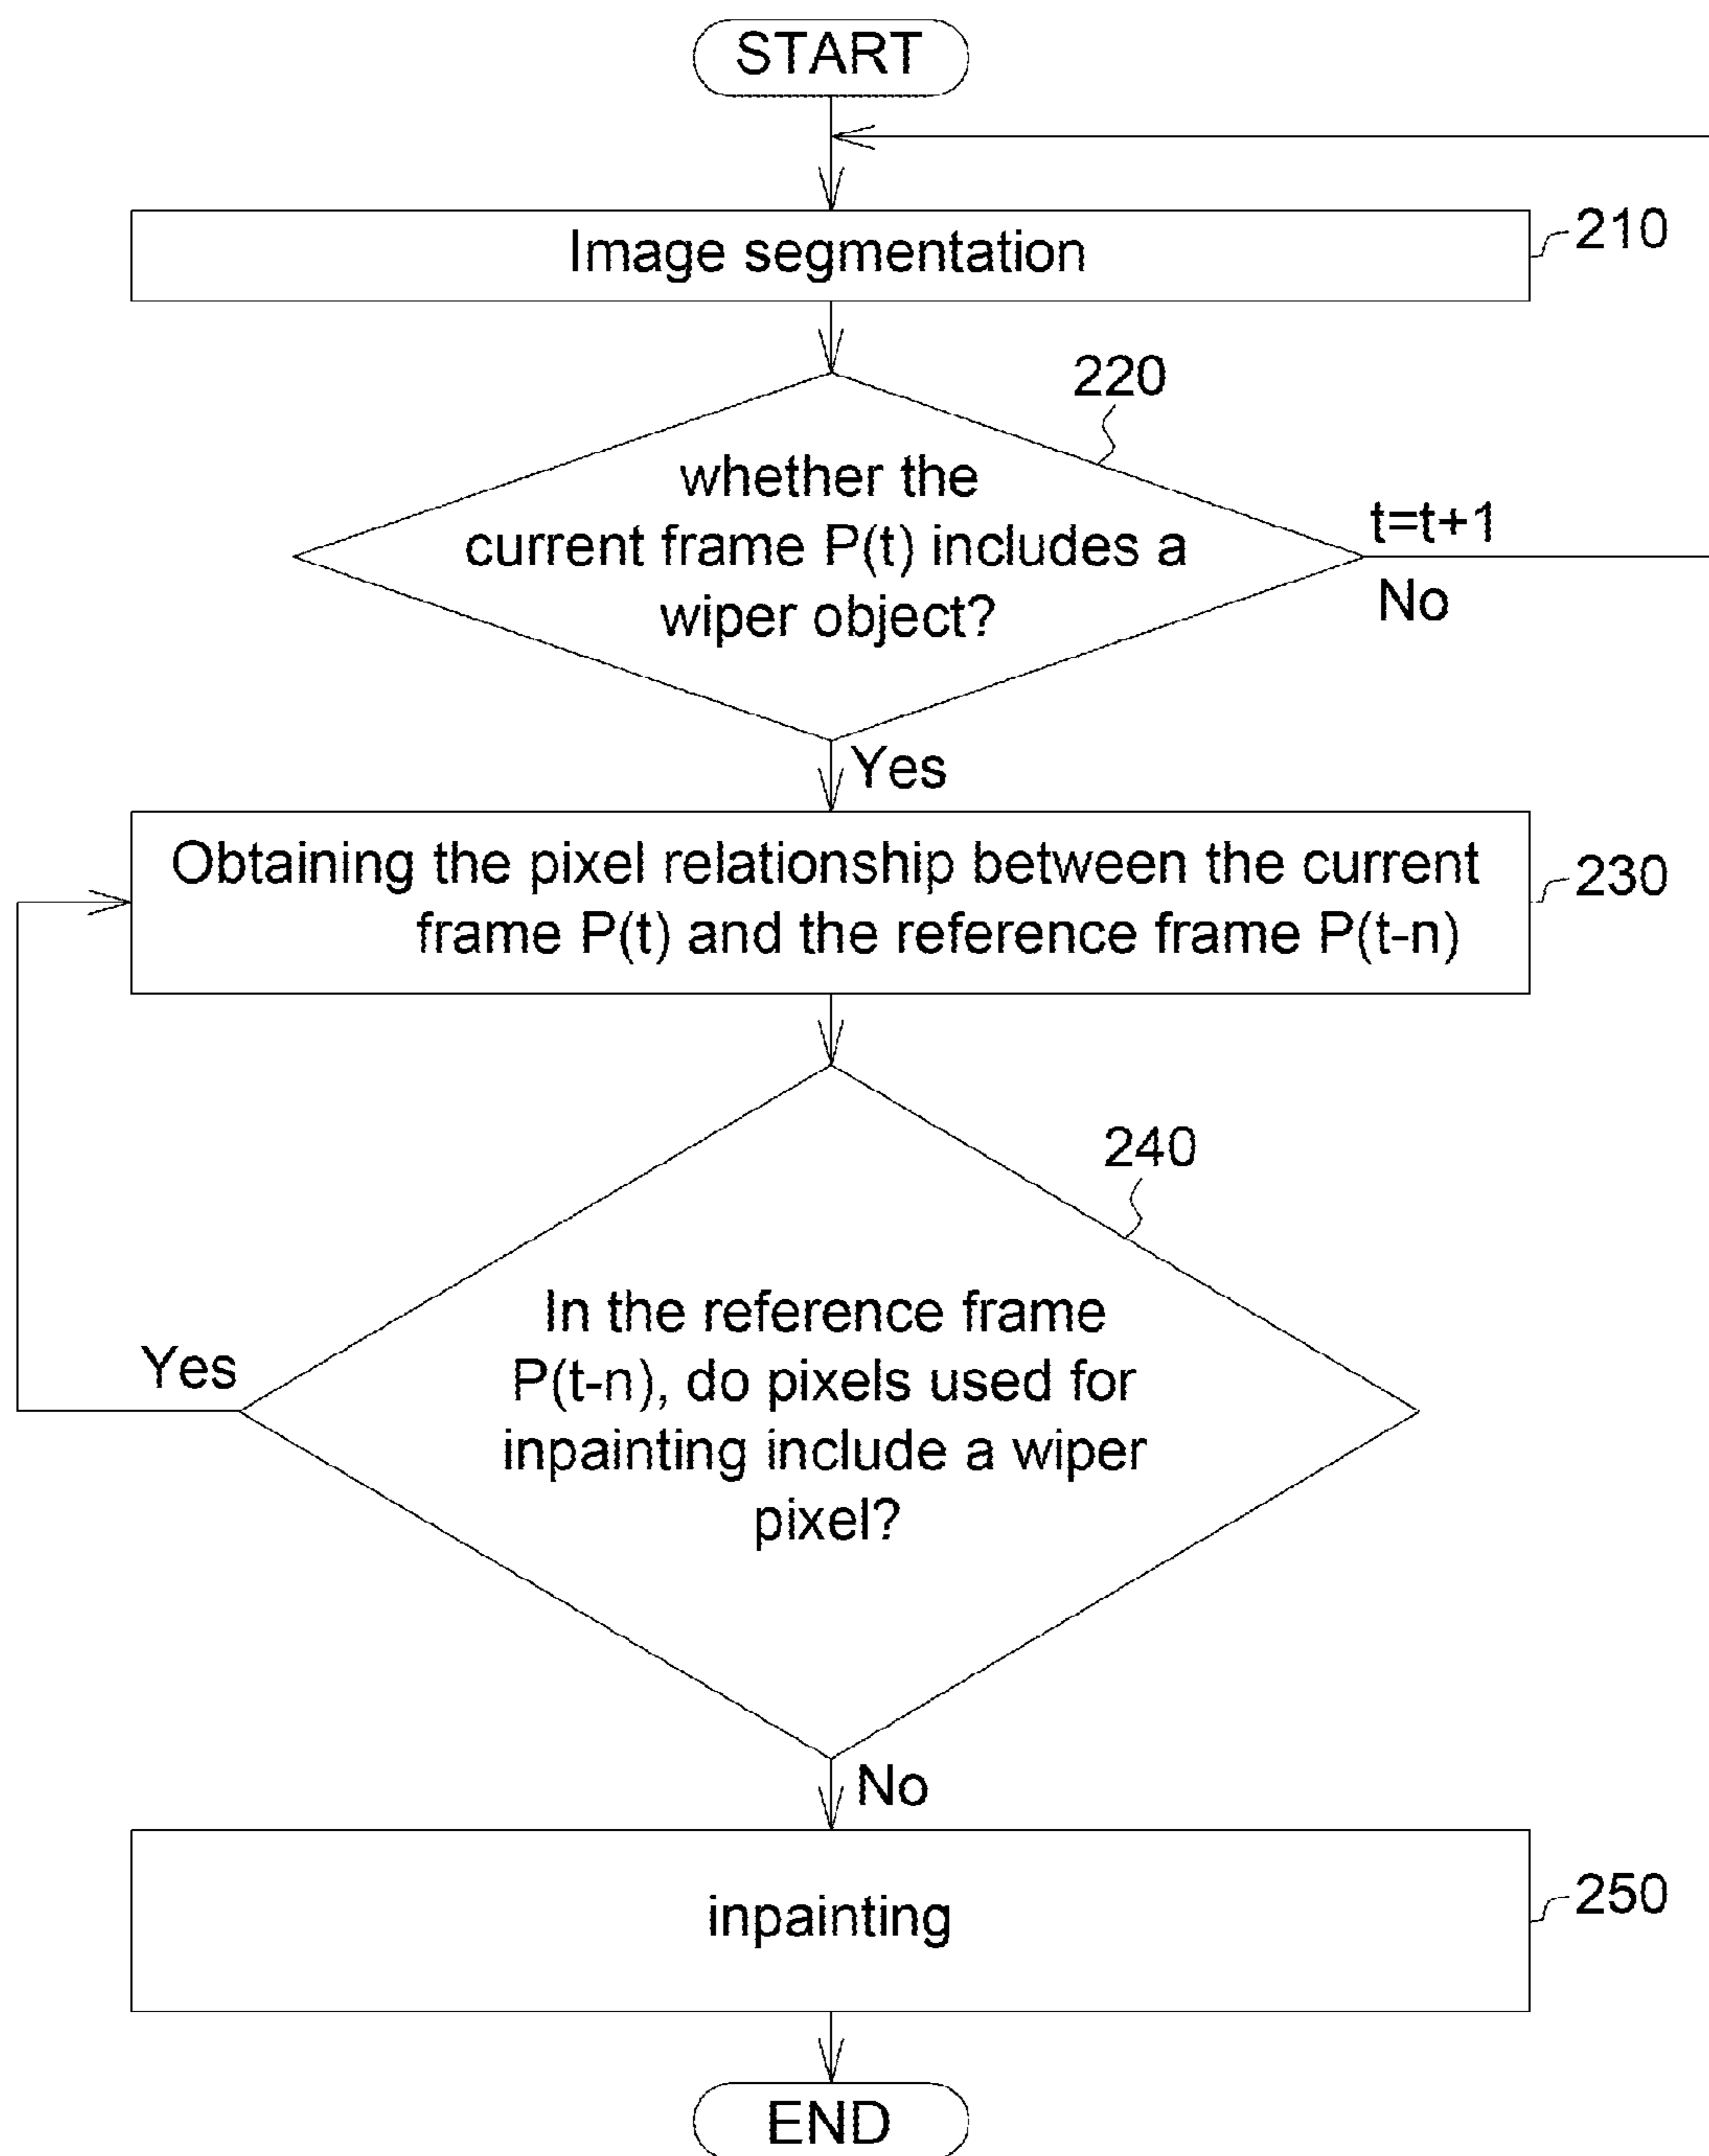 START
Image segmentation
210
220
whether the
current frame P(t) includes a
wiper object?
t=t+1
No
Yes
Obtaining the pixel relationship between the current
frame P(t) and the reference frame P(t-n)
230
240
In the reference frame
P(t-n), do pixels used for
inpainting include a wiper
pixel?
Yes
No
inpainting
250
END